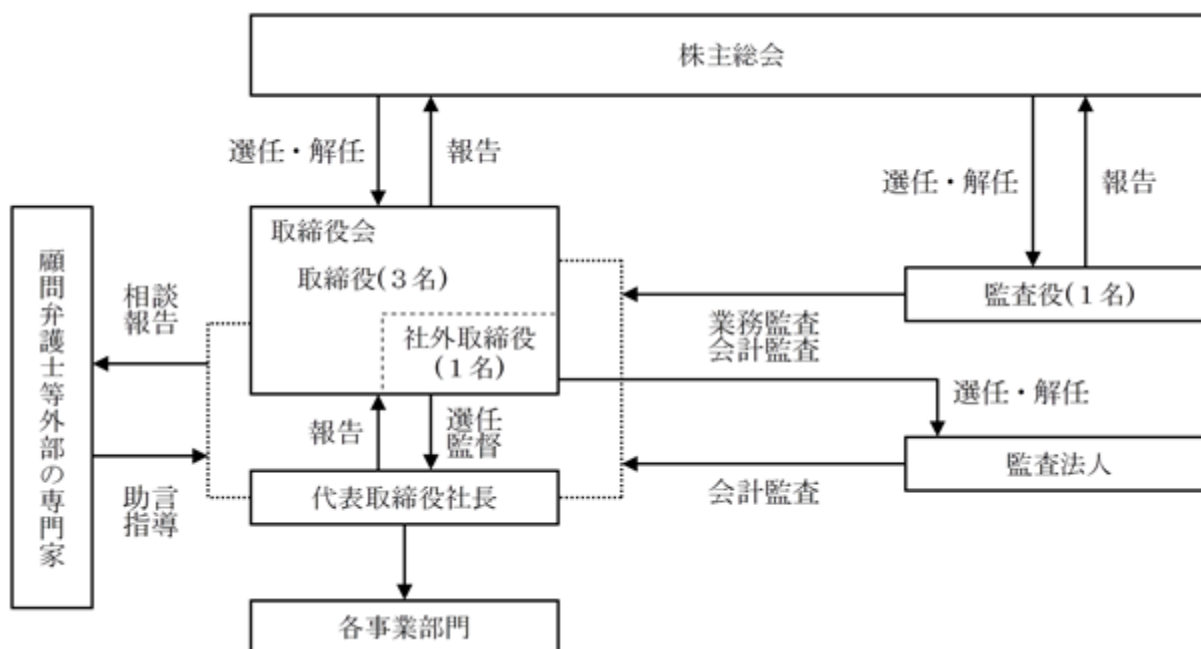 株主総会
選任・解任
報告
選任・解任
報告
取締役会
取締役(3名)
社外取締役
(1名)
監査役(1名)
業務監査
会計監査
選任・解任
監査法人
会計監査
顧問弁護士等外部の専門家
相談
報告
助言
指導
報告
選任
監督
代表取締役社長
各事業部門